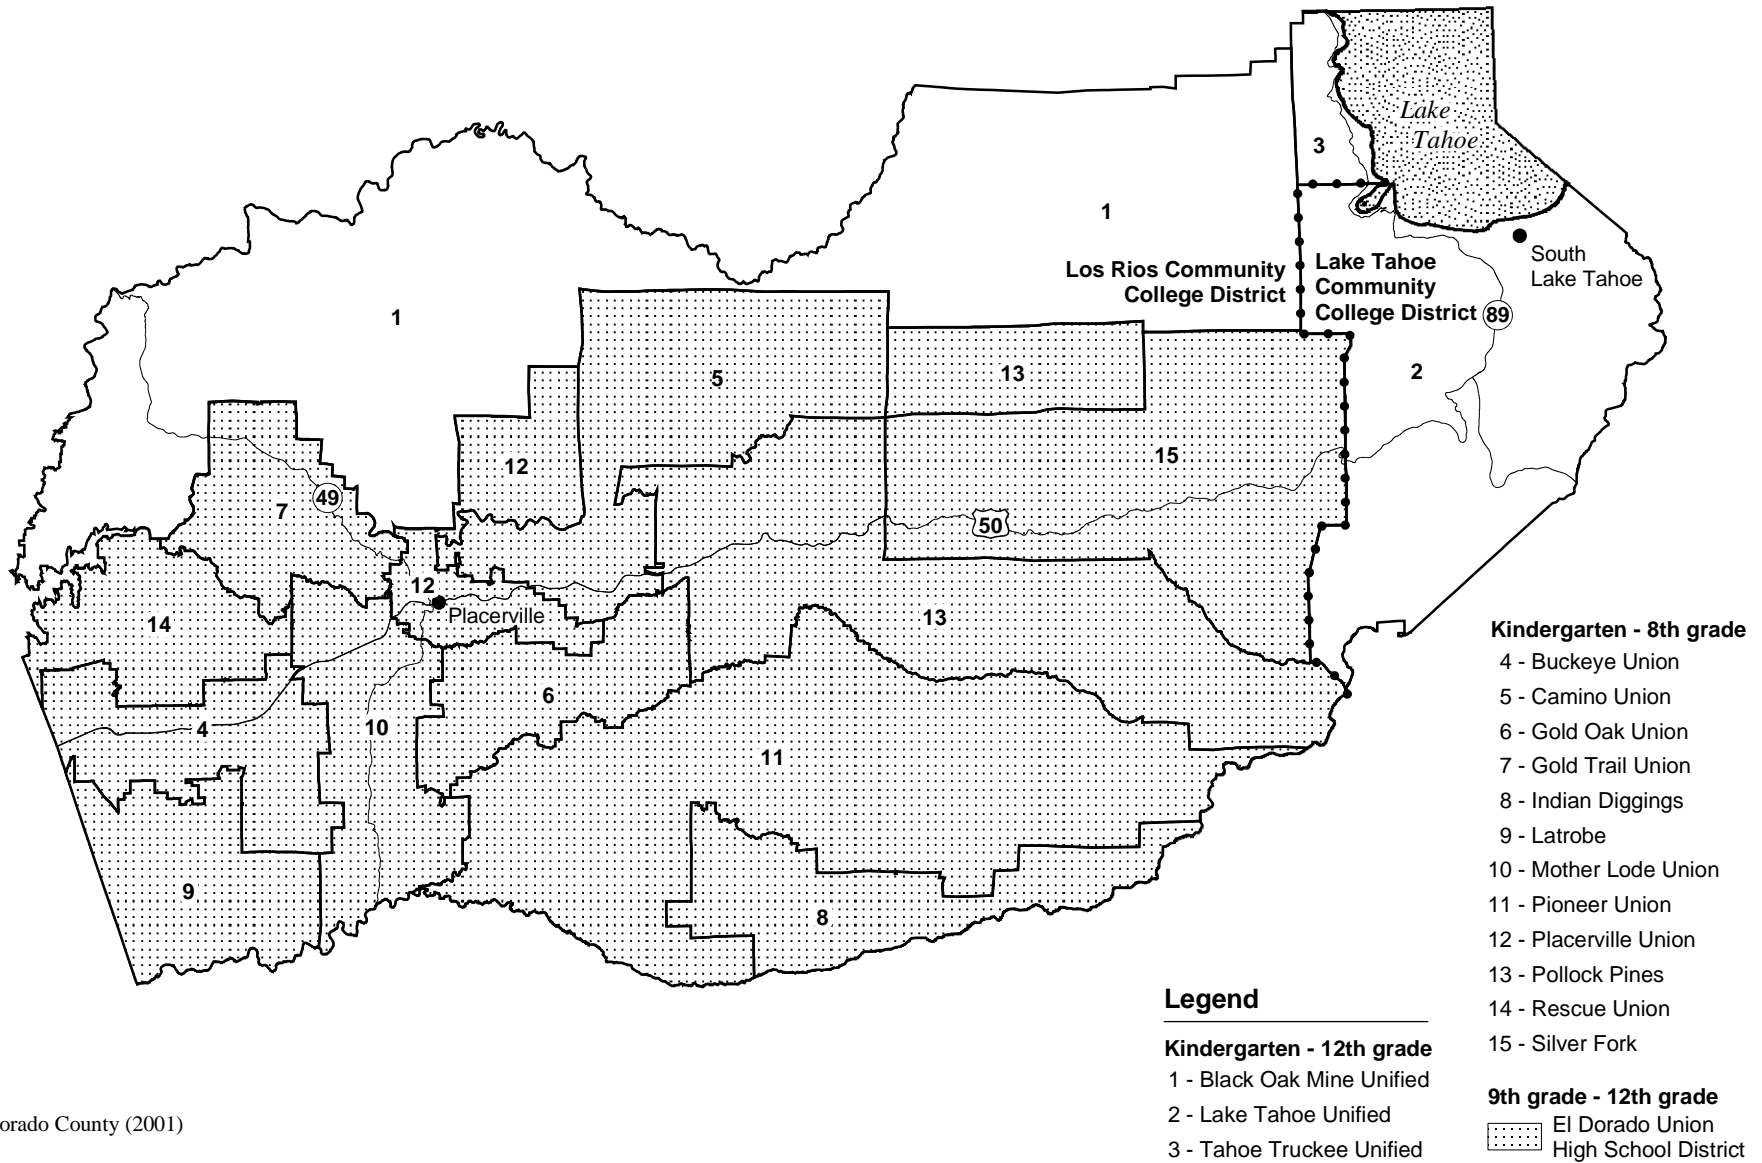 Lake
Tahoe
3
1
Los Rios Community
College District
Lake Tahoe
Community
College District
South
Lake Tahoe
89
1
5
13
2
12
15
7
49
50
12
Placerville
14
13
6
4
10
11
9
8
Kindergarten - 8th grade
4 - Buckeye Union
5 - Camino Union
6 - Gold Oak Union
7 - Gold Trail Union
8 - Indian Diggings
9 - Latrobe
10 - Mother Lode Union
11 - Pioneer Union
12 - Placerville Union
13 - Pollock Pines
14 - Rescue Union
15 - Silver Fork
Legend
Kindergarten - 12th grade
1 - Black Oak Mine Unified
2 - Lake Tahoe Unified
3 - Tahoe Truckee Unified
9th grade - 12th grade
El Dorado Union
High School District
orado County (2001)